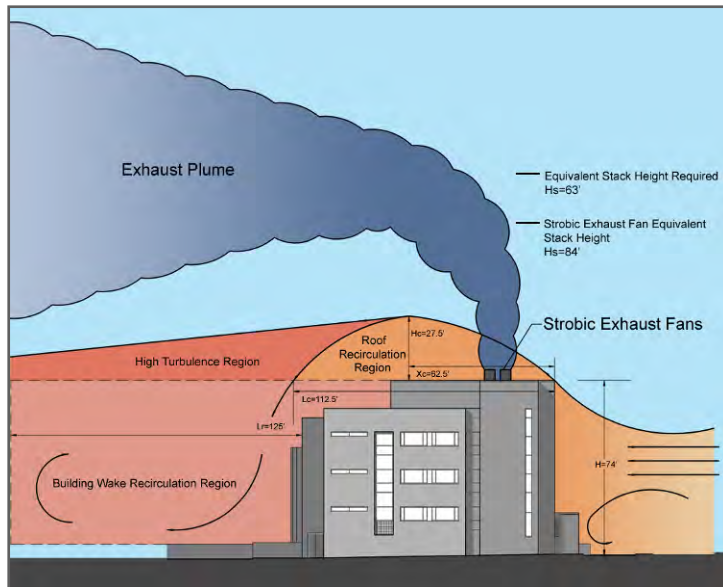 Exhaust Plume
Equivalent Stack Height Required
Hs=63'
Strobic Exhaust Fan Equivalent
Stack Height
Hs=84'
Strobic Exhaust Fans
Hc=27.5'
Roof
Recirculation
Region
High Turbulence Region
Xc=62.5'
Lc=112.5'
Lr=125'
H=74'
Building Wake Recirculation Region